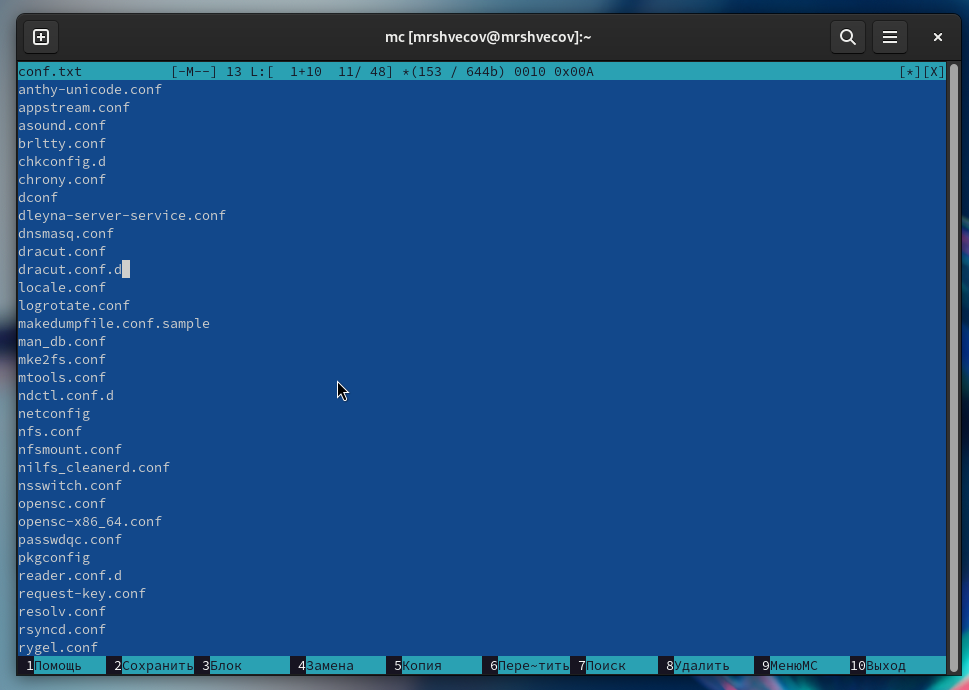 mc [mrshvecov@mrshvecov]:~
conf.txt [-M--] 13 L:[ 1+10 11/ 48] *(153 / 644b) 0010 0x00A [*][X]
anthy-unicode.conf
appstream.conf
asound.conf
brltty.conf
chkconfig.d
chrony.conf
dconf
dleyna-server-service.conf
dnsmasq.conf
dracut.conf
dracut.conf.d
locale.conf
logrotate.conf
makedumpfile.conf.sample
man_db.conf
mke2fs.conf
mtools.conf
ndctl.conf.d
netconfig
nfs.conf
nfsmount.conf
nilfs_cleanerd.conf
nsswitch.conf
opensc.conf
opensc-x86_64.conf
passwdqc.conf
pkgconfig
reader.conf.d
request-key.conf
resolv.conf
rsyncd.conf
rygel.conf
1Помощь 2Сохранить 3Блок 4Замена 5Копия 6Пере~тить 7Поиск 8Удалить 9МенюMC 10Выход